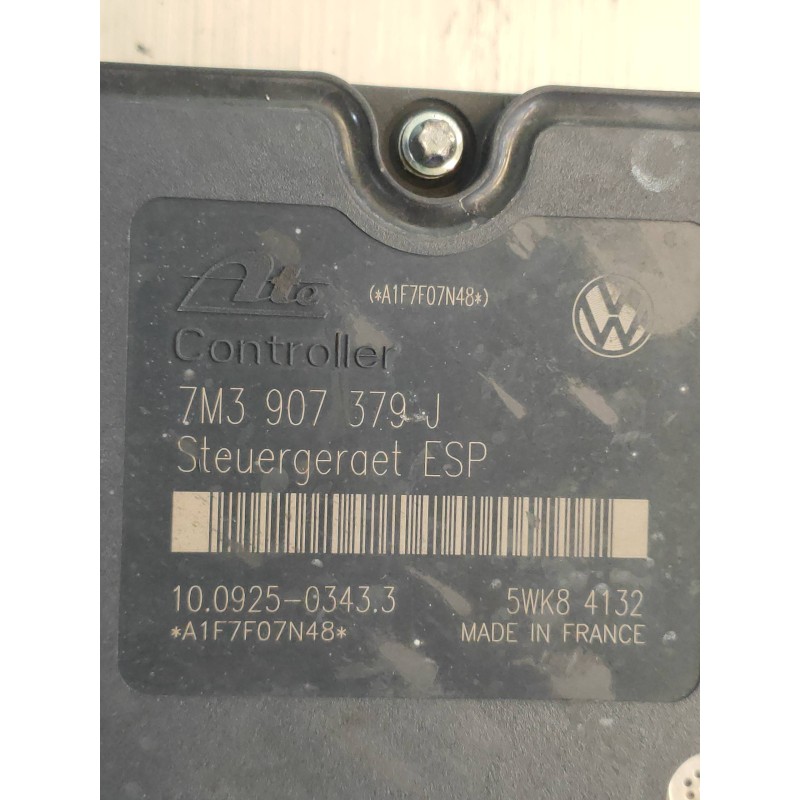 Ate
(*A1F7F07N48*)
Controller
7M3 907 379 J
Steuergeraet ESP
10.0925-0343.3
5WK8 4132
*A1F7F07N48*
MADE IN FRANCE